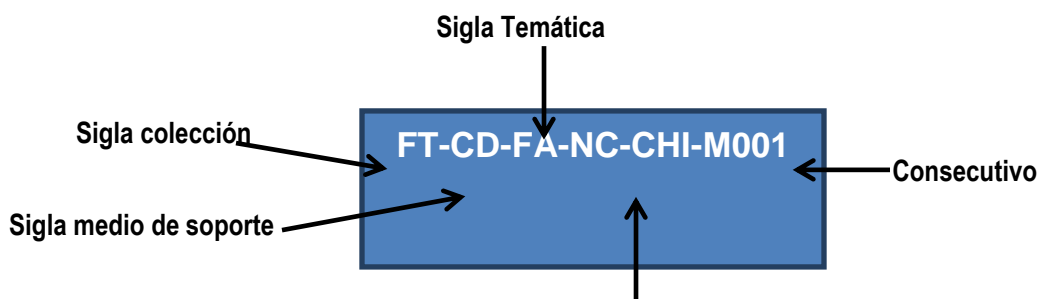 Sigla Temática
Sigla colección
FT-CD-FA-NC-CHI-M001
Consecutivo
Sigla medio de soporte